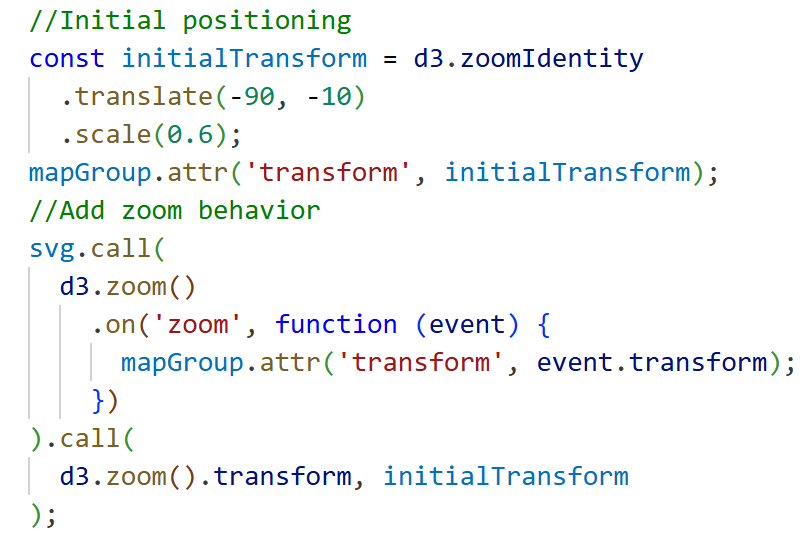 //Initial positioning
const initialTransform = d3.zoomIdentity
  .translate(-90, -10)
  .scale(0.6);
mapGroup.attr('transform', initialTransform);
//Add zoom behavior
svg.call(
  d3.zoom()
    .on('zoom', function (event) {
      mapGroup.attr('transform', event.transform);
    })
).call(
  d3.zoom().transform, initialTransform
);